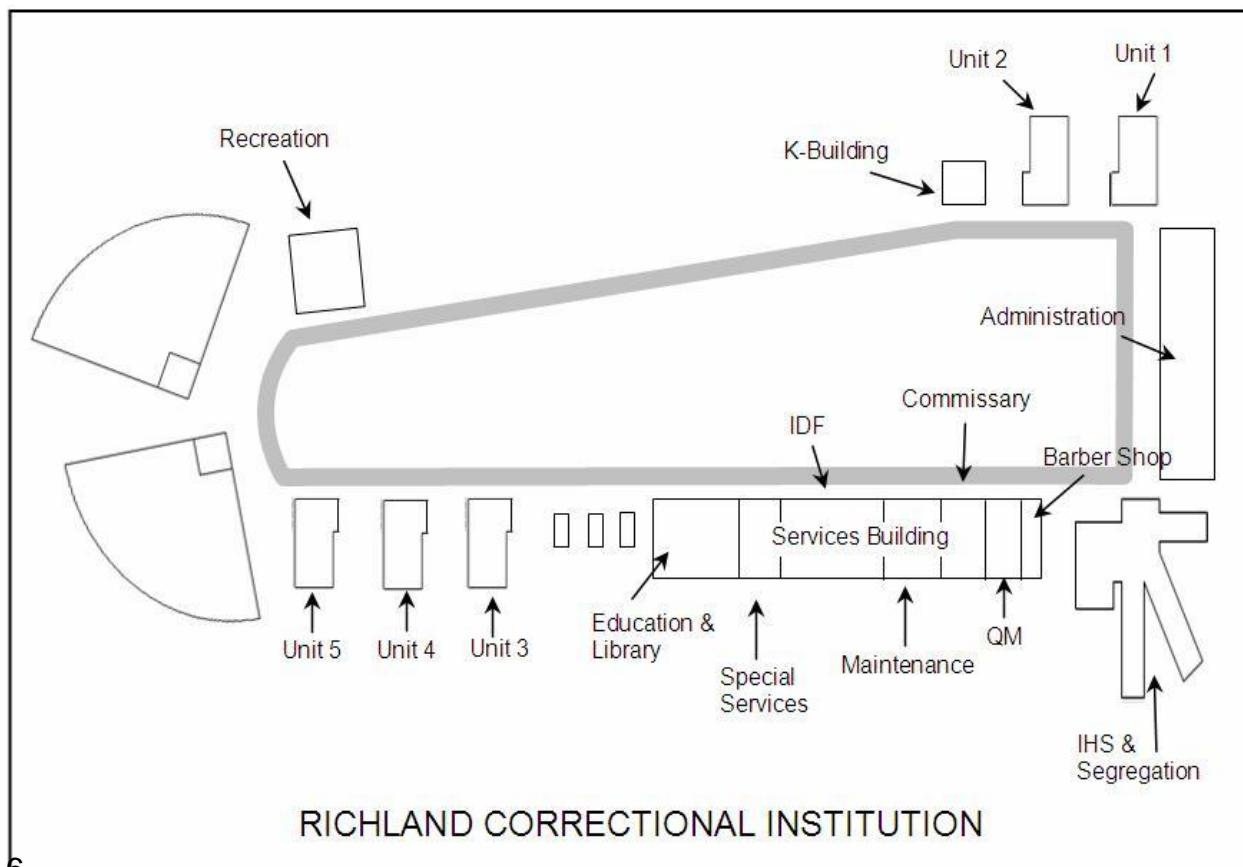 Unit 2
Unit 1
Recreation
K-Building
Administration
Commissary
IDF
Barber Shop
Services Building
Education &
Library
Unit 5
Unit 4
Unit 3
Special
Services
Maintenance
QM
IHS &
Segregation
RICHLAND CORRECTIONAL INSTITUTION
6